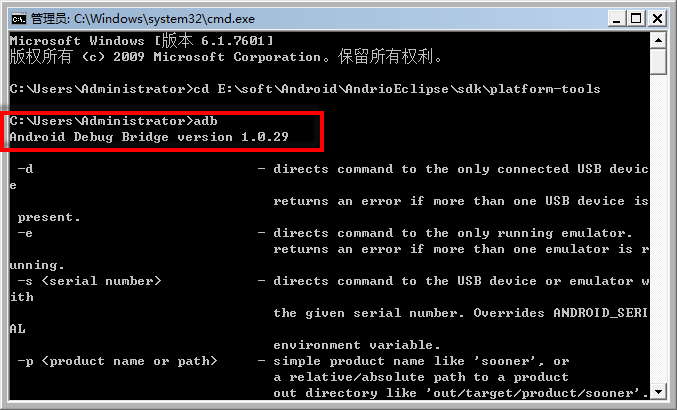 管理员: C:\Windows\system32\cmd.exe
Microsoft Windows [版本 6.1.7601]
版权所有 (c) 2009 Microsoft Corporation。保留所有权利。
C:\Users\Administrator>cd E:\soft\Android\AndrioEclipse\sdk\platform-tools
C:\Users\Administrator>adb
Android Debug Bridge version 1.0.29
-d - directs command to the only connected USB devic
e
returns an error if more than one USB device is
present.
-e - directs command to the only running emulator.
returns an error if more than one emulator is r
unning.
-s <serial number> - directs command to the USB device or emulator w
ith
the given serial number. Overrides ANDROID_SERI
AL
environment variable.
-p <product name or path> - simple product name like 'sooner', or
a relative/absolute path to a product
out directory like 'out/target/product/sooner'.